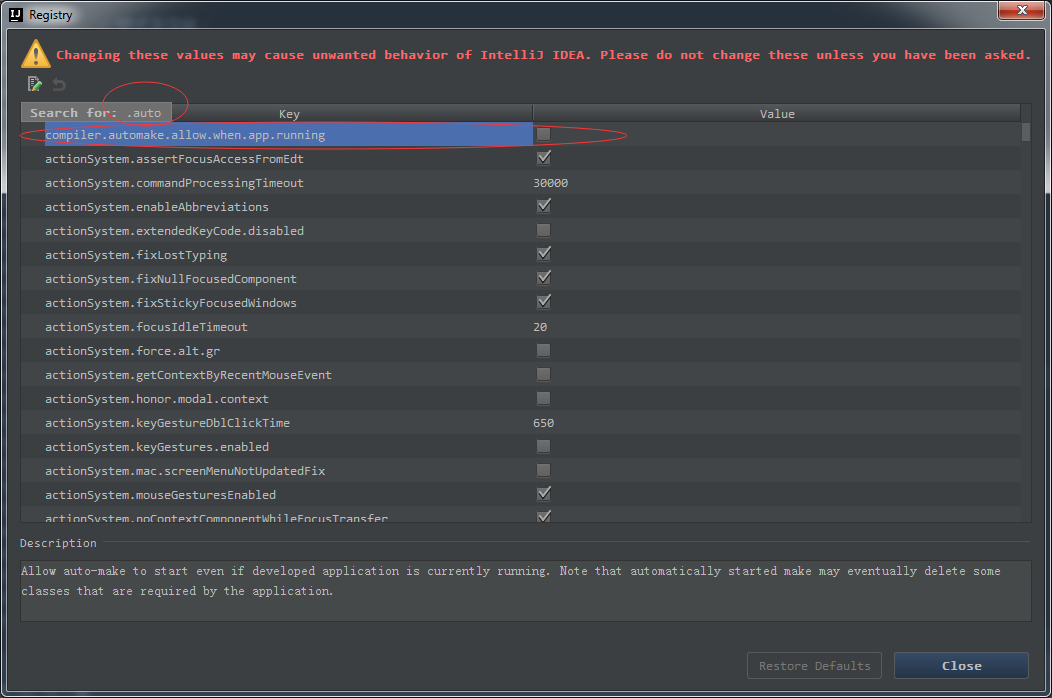 IJ Registry
Changing these values may cause unwanted behavior of IntelliJ IDEA. Please do not change these unless you have been asked.
Search for: .auto Key Value
compiler.automake.allow.when.app.running
actionSystem.assertFocusAccessFromEdt
actionSystem.commandProcessingTimeout 30000
actionSystem.enableAbbreviations
actionSystem.extendedKeyCode.disabled
actionSystem.fixLostTyping
actionSystem.fixNullFocusedComponent
actionSystem.fixStickyFocusedWindows
actionSystem.focusIdleTimeout 20
actionSystem.force.alt.gr
actionSystem.getContextByRecentMouseEvent
actionSystem.honor.modal.context
actionSystem.keyGestureDblClickTime 650
actionSystem.keyGestures.enabled
actionSystem.mac.screenMenuNotUpdatedFix
actionSystem.mouseGesturesEnabled
actionSystem.noContextComponentWhileFocusTransfer
Description
Allow auto-make to start even if developed application is currently running. Note that automatically started make may eventually delete some
classes that are required by the application.
Restore Defaults Close